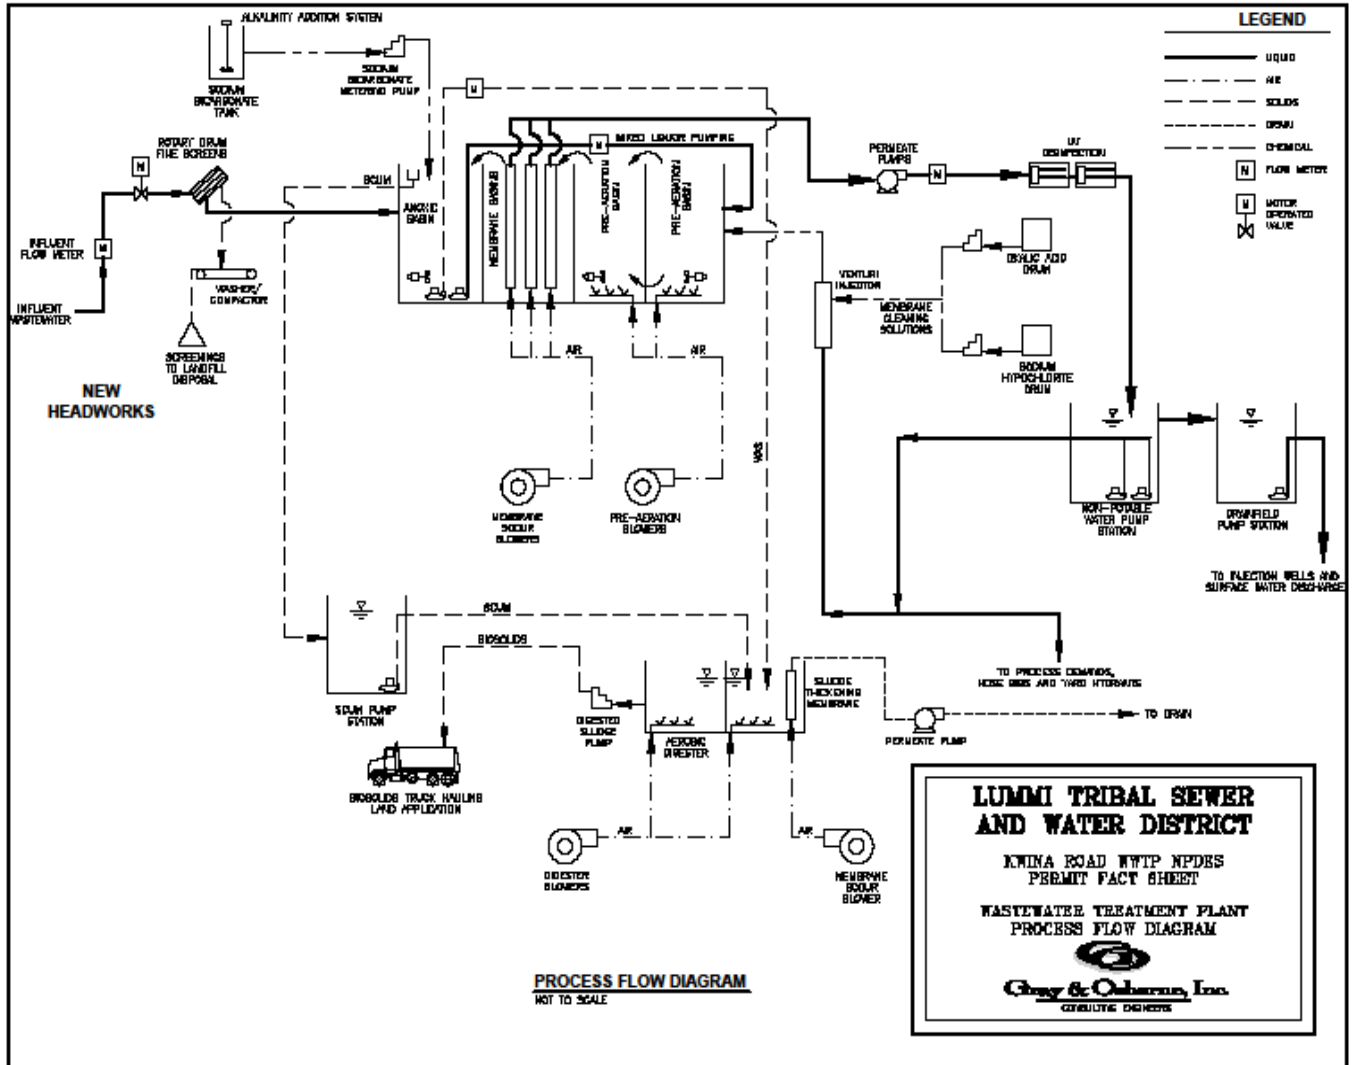 ALKALINITY ADDITION SYSTEM
SODIUM
BICARBONATE
TANK
SODIUM
BICARBONATE
METERING PUMP
M
LEGEND
LIQUID
AIR
SOLIDS
DRAIN
CHEMICAL
M
FLOW METER
M
MOTOR
OPERATED
VALVE
ROTARY DRUM
FINE SCREENS
M
SCUM
ANOXIC
BASIN
MEMBRANE BASINS
PRE-AERATION
BASIN
PRE-AERATION
BASIN
MIXED LIQUOR PUMPING
M
PERMEATE
PUMPS
M
UV
DISINFECTION
INFLUENT
FLOW METER
M
INFLUENT
WASTEWATER
WASHER/
COMPACTOR
SCREENINGS
TO LANDFILL
DISPOSAL
NEW
HEADWORKS
AIR
AIR
VENTURI
INJECTOR
MEMBRANE
CLEANING
SOLUTIONS
OXALIC ACID
DRUM
SODIUM
HYPOCHLORITE
DRUM
WAS
MEMBRANE
SCOUR
BLOWERS
PRE-AERATION
BLOWERS
NON-POTABLE
WATER PUMP
STATION
DRAINFIELD
PUMP STATION
TO INJECTION WELLS AND
SURFACE WATER DISCHARGE
SCUM
BIOSOLIDS
SCUM PUMP
STATION
DIGESTED
SLUDGE
PUMP
AEROBIC
DIGESTER
SLUDGE
THICKENING
MEMBRANE
TO PROCESS DEMANDS,
HOSE BIBS AND YARD HYDRANTS
PERMEATE PUMP
TO DRAIN
BIOSOLIDS TRUCK HAULING
LAND APPLICATION
AIR
DIGESTER
BLOWERS
MEMBRANE
SCOUR
BLOWER
LUMMI TRIBAL SEWER
AND WATER DISTRICT
KWINA ROAD WWTP NPDES
PERMIT FACT SHEET
WASTEWATER TREATMENT PLANT
PROCESS FLOW DIAGRAM
Gray & Osborne, Inc.
CONSULTING ENGINEERS
PROCESS FLOW DIAGRAM
NOT TO SCALE